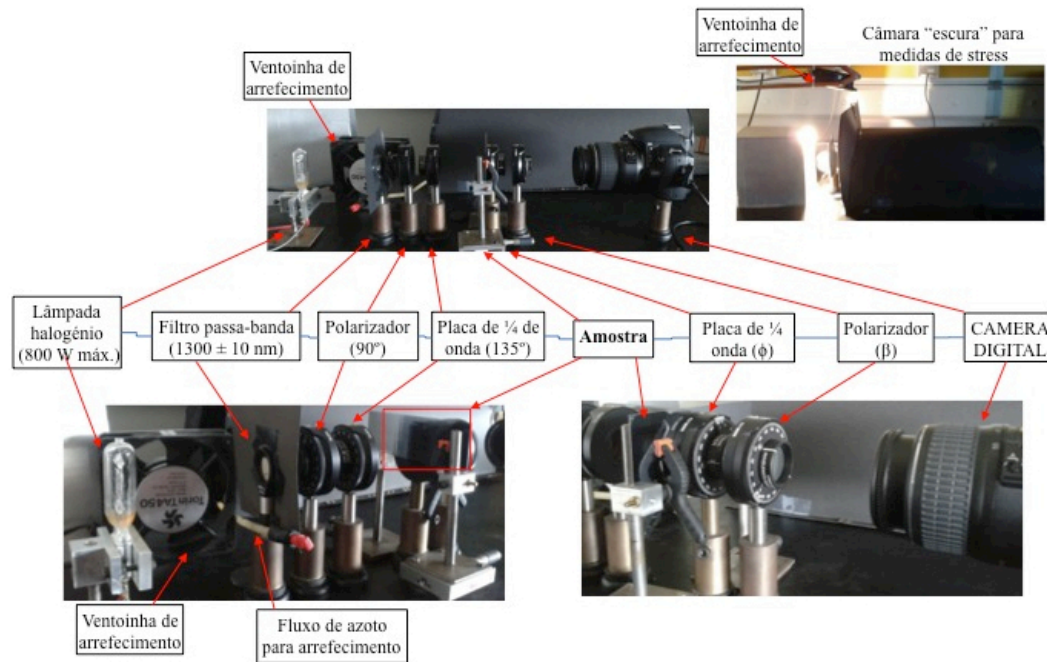 Ventoinha de
arrefecimento
Câmara “escura” para
medidas de stress
Ventoinha de
arrefecimento
Lâmpada
halogénio
(800 W máx.)
Filtro passa-banda
(1300 ± 10 nm)
Polarizador
(90º)
Placa de ¼ de
onda (135º)
Amostra
Placa de ¼
onda (ϕ)
Polarizador
(β)
CAMERA
DIGITAL
Torin TA450
Ventoinha de
arrefecimento
Fluxo de azoto
para arrefecimento